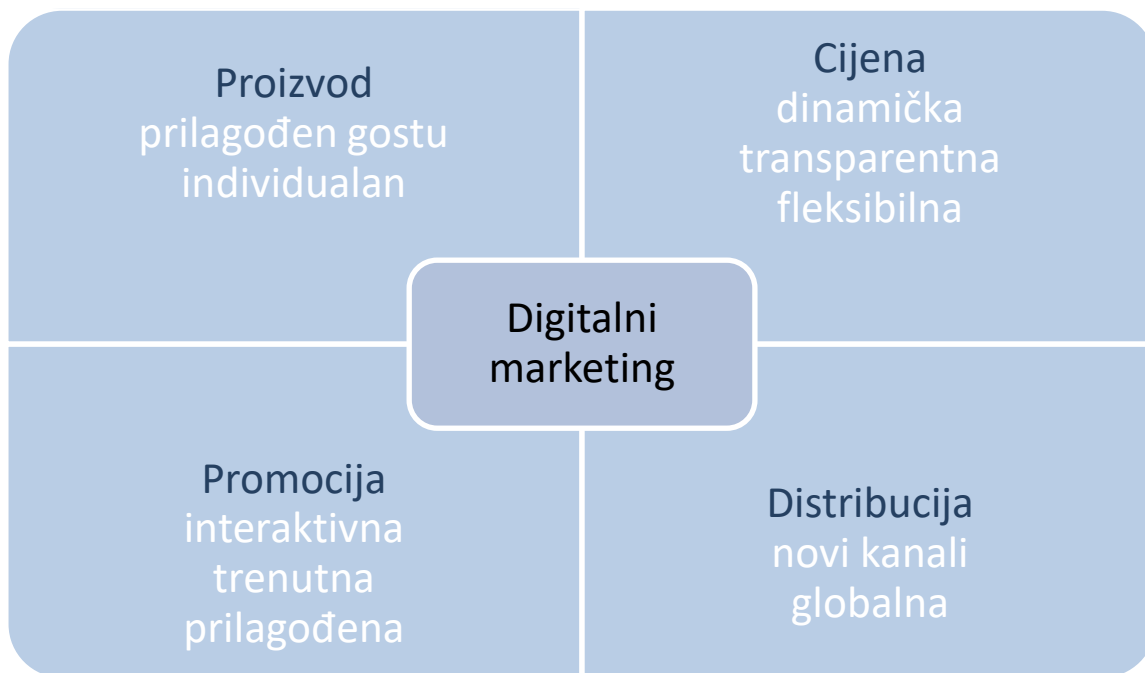 Proizvod
prilagođen gostu
individualan
Cijena
dinamička
transparentna
fleksibilna
Digitalni
marketing
Promocija
interaktivna
trenutna
prilagođena
Distribucija
novi kanali
globalna